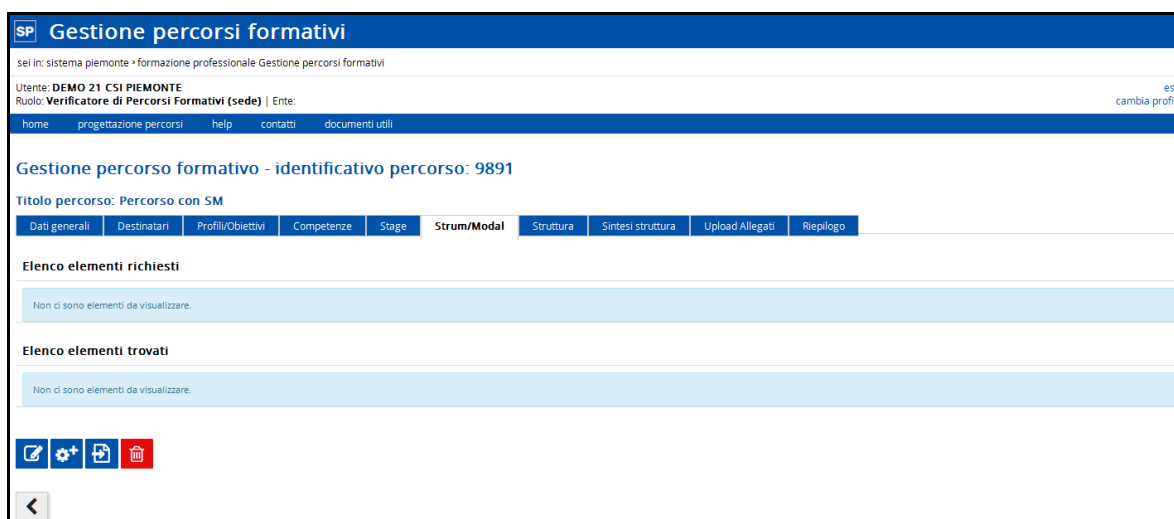 SP Gestione percorsi formativi
sei in: sistema piemonte › formazione professionale Gestione percorsi formativi
Utente: DEMO 21 CSI PIEMONTE
es
Ruolo: Verificatore di Percorsi Formativi (sede) | Ente:
cambia profi
home progettazione percorsi help contatti documenti utili
Gestione percorso formativo - identificativo percorso: 9891
Titolo percorso: Percorso con SM
Dati generali Destinatari Profili/Obiettivi Competenze Stage Strum/Modal Struttura Sintesi struttura Upload Allegati Riepilogo
Elenco elementi richiesti
Non ci sono elementi da visualizzare.
Elenco elementi trovati
Non ci sono elementi da visualizzare.